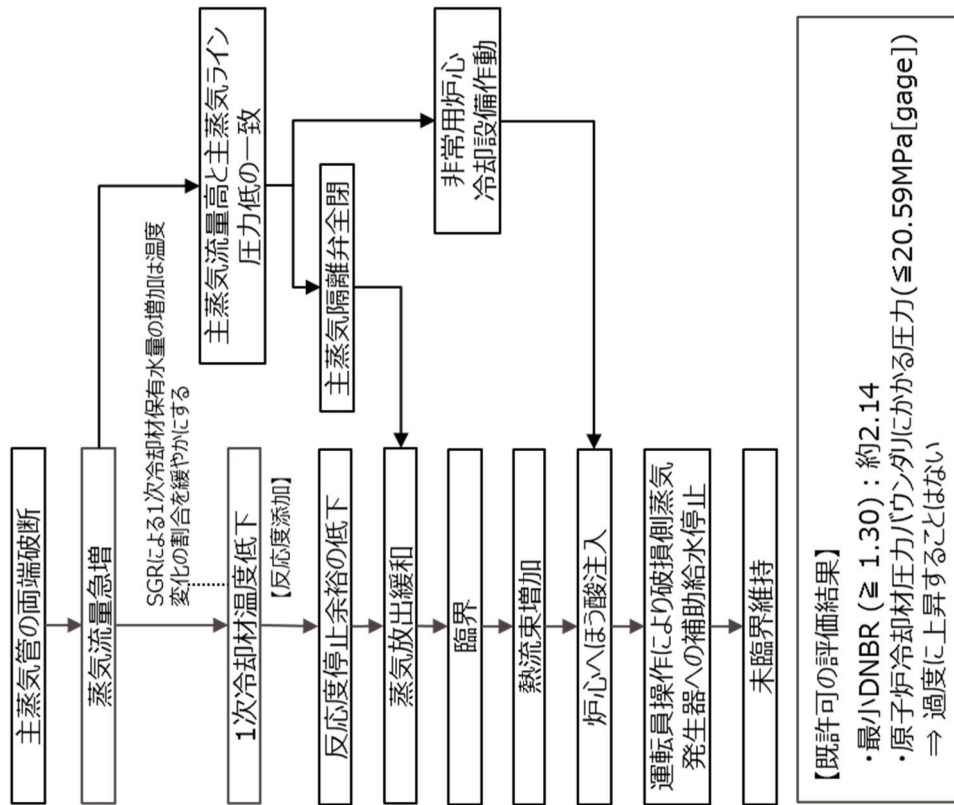 主蒸気管の両端破断
蒸気流量急増
SGRによる1次冷却材保有水量の増加は温度
変化の割合を緩やかにする
1次冷却材温度低下
【反応度添加】
反応度停止余裕の低下
蒸気放出緩和
臨界
熱流束増加
炉心へほう酸注入
運転員操作により破損側蒸気
発生器への補助給水停止
未臨界維持
主蒸気流量高と主蒸気ライン
圧力低の一致
主蒸気隔離弁全閉
非常用炉心
冷却設備作動
【既許可の評価結果】
・最小DNBR（≧ 1.30）：約2.14
・原子炉冷却材圧力バウンダリにかかる圧力（≦20.59MPa[gage]）
⇒ 過度に上昇することはない